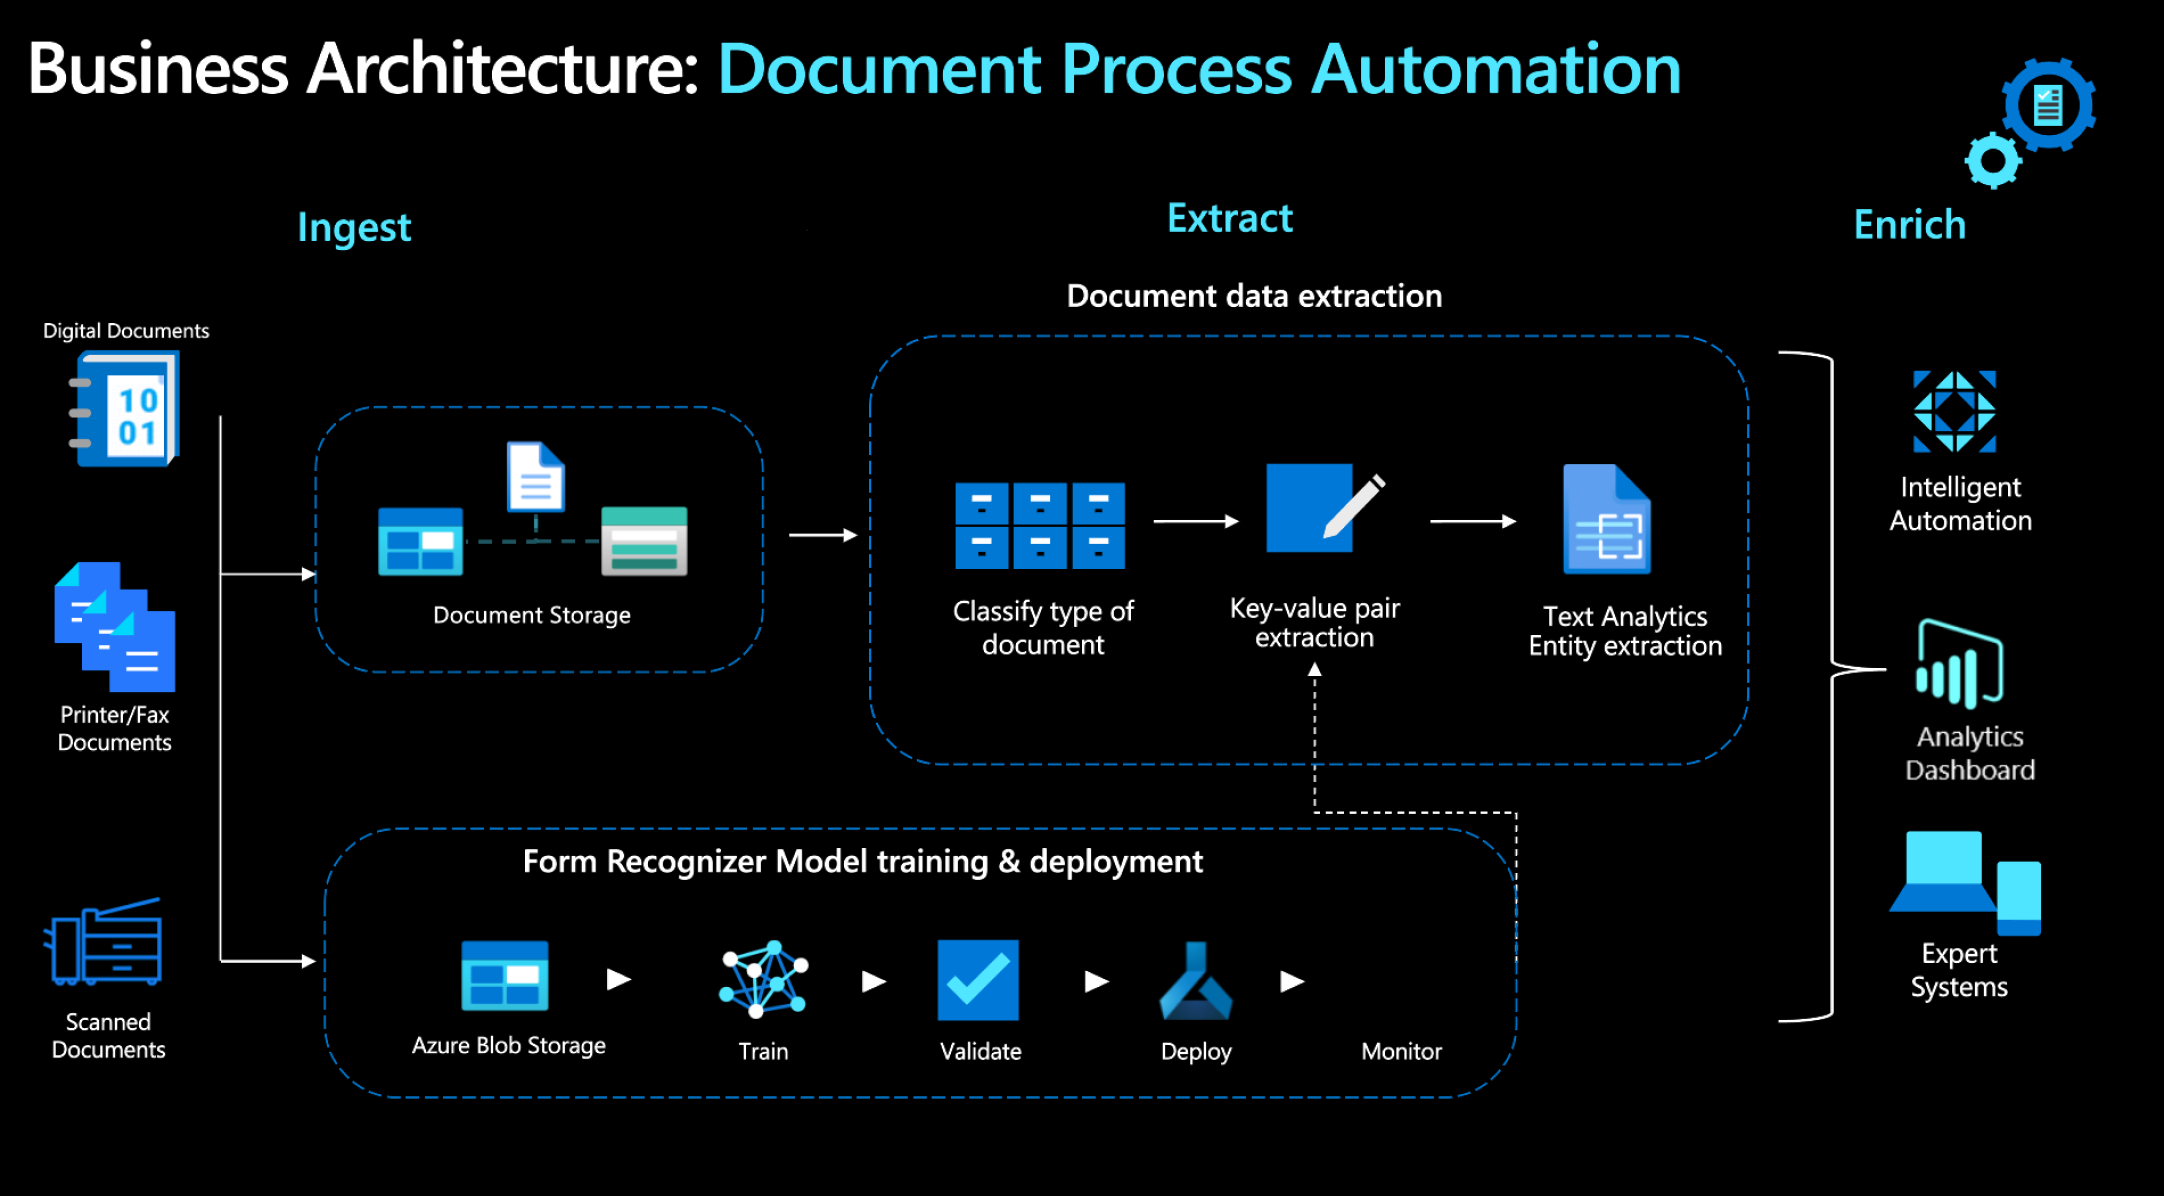 Business Architecture: Document Process Automation
Ingest
Extract
Enrich
Document data extraction
Digital Documents
10
01
Printer/Fax
Documents
Scanned
Documents
Document Storage
Classify type of
document
Key-value pair
extraction
Text Analytics
Entity extraction
Form Recognizer Model training & deployment
Azure Blob Storage
Train
Validate
Deploy
Monitor
Intelligent
Automation
Analytics
Dashboard
Expert
Systems